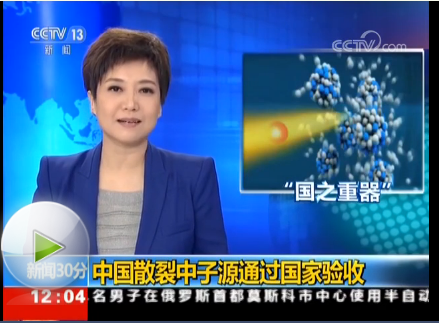 CCTV 13
新闻
CCTV.com
“国之重器”
新闻30分 中国散裂中子源通过国家验收
12:04 名男子在俄罗斯首都莫斯科市中心使用半自动